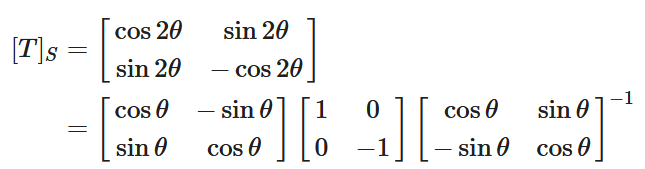 [T]_S = [ cos 2θ sin 2θ ; sin 2θ − cos 2θ ]
= [ cos θ − sin θ ; sin θ cos θ ] [ 1 0 ; 0 −1 ] [ cos θ sin θ ; − sin θ cos θ ]^{−1}